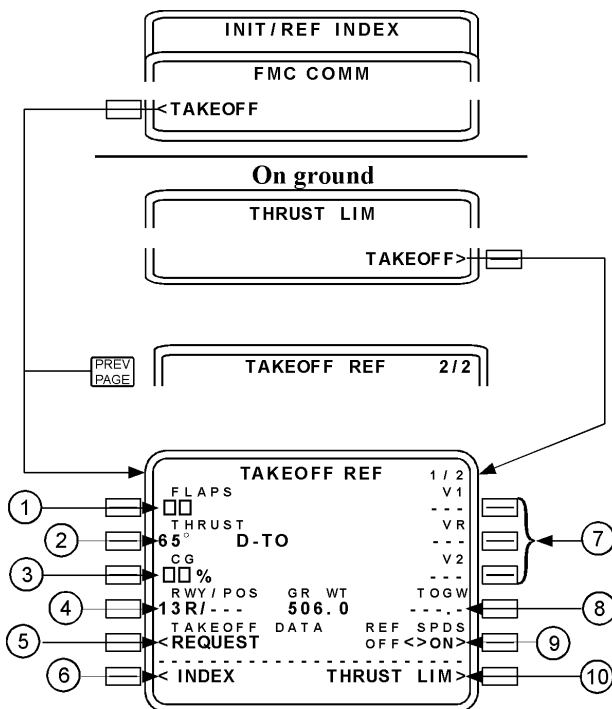 INIT/REF INDEX
FMC COMM
<TAKEOFF
On ground
THRUST LIM
TAKEOFF>
PREV
PAGE
TAKEOFF REF 2/2
TAKEOFF REF 1/2
1 FLAPS V1
□□ ---
THRUST VR 7
2 65° D-TO ---
CG V2
3 □□% ---
RWY/POS GR WT TOGW
4 13R/--- 506.0 ---.- 8
TAKEOFF DATA REF SPDS
5 <REQUEST OFF<>ON> 9
------------------------
6 <INDEX THRUST LIM> 10